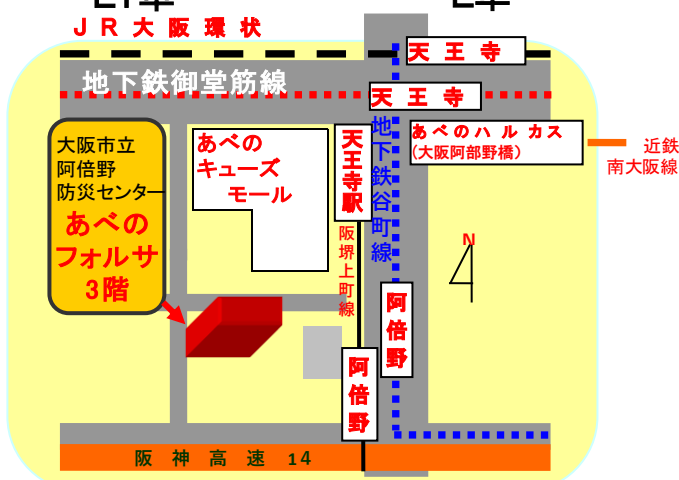 JR大阪環状
天王寺
地下鉄御堂筋線
天王寺
大阪市立
阿倍野
防災センター
あべの
フォルサ
3階
あべの
キューズ
モール
天王寺駅
地下鉄谷町線
あべのハルカス
(大阪阿部野橋)
近鉄
南大阪線
阪堺上町線
N
阿倍野
阿倍野
阪神高速14